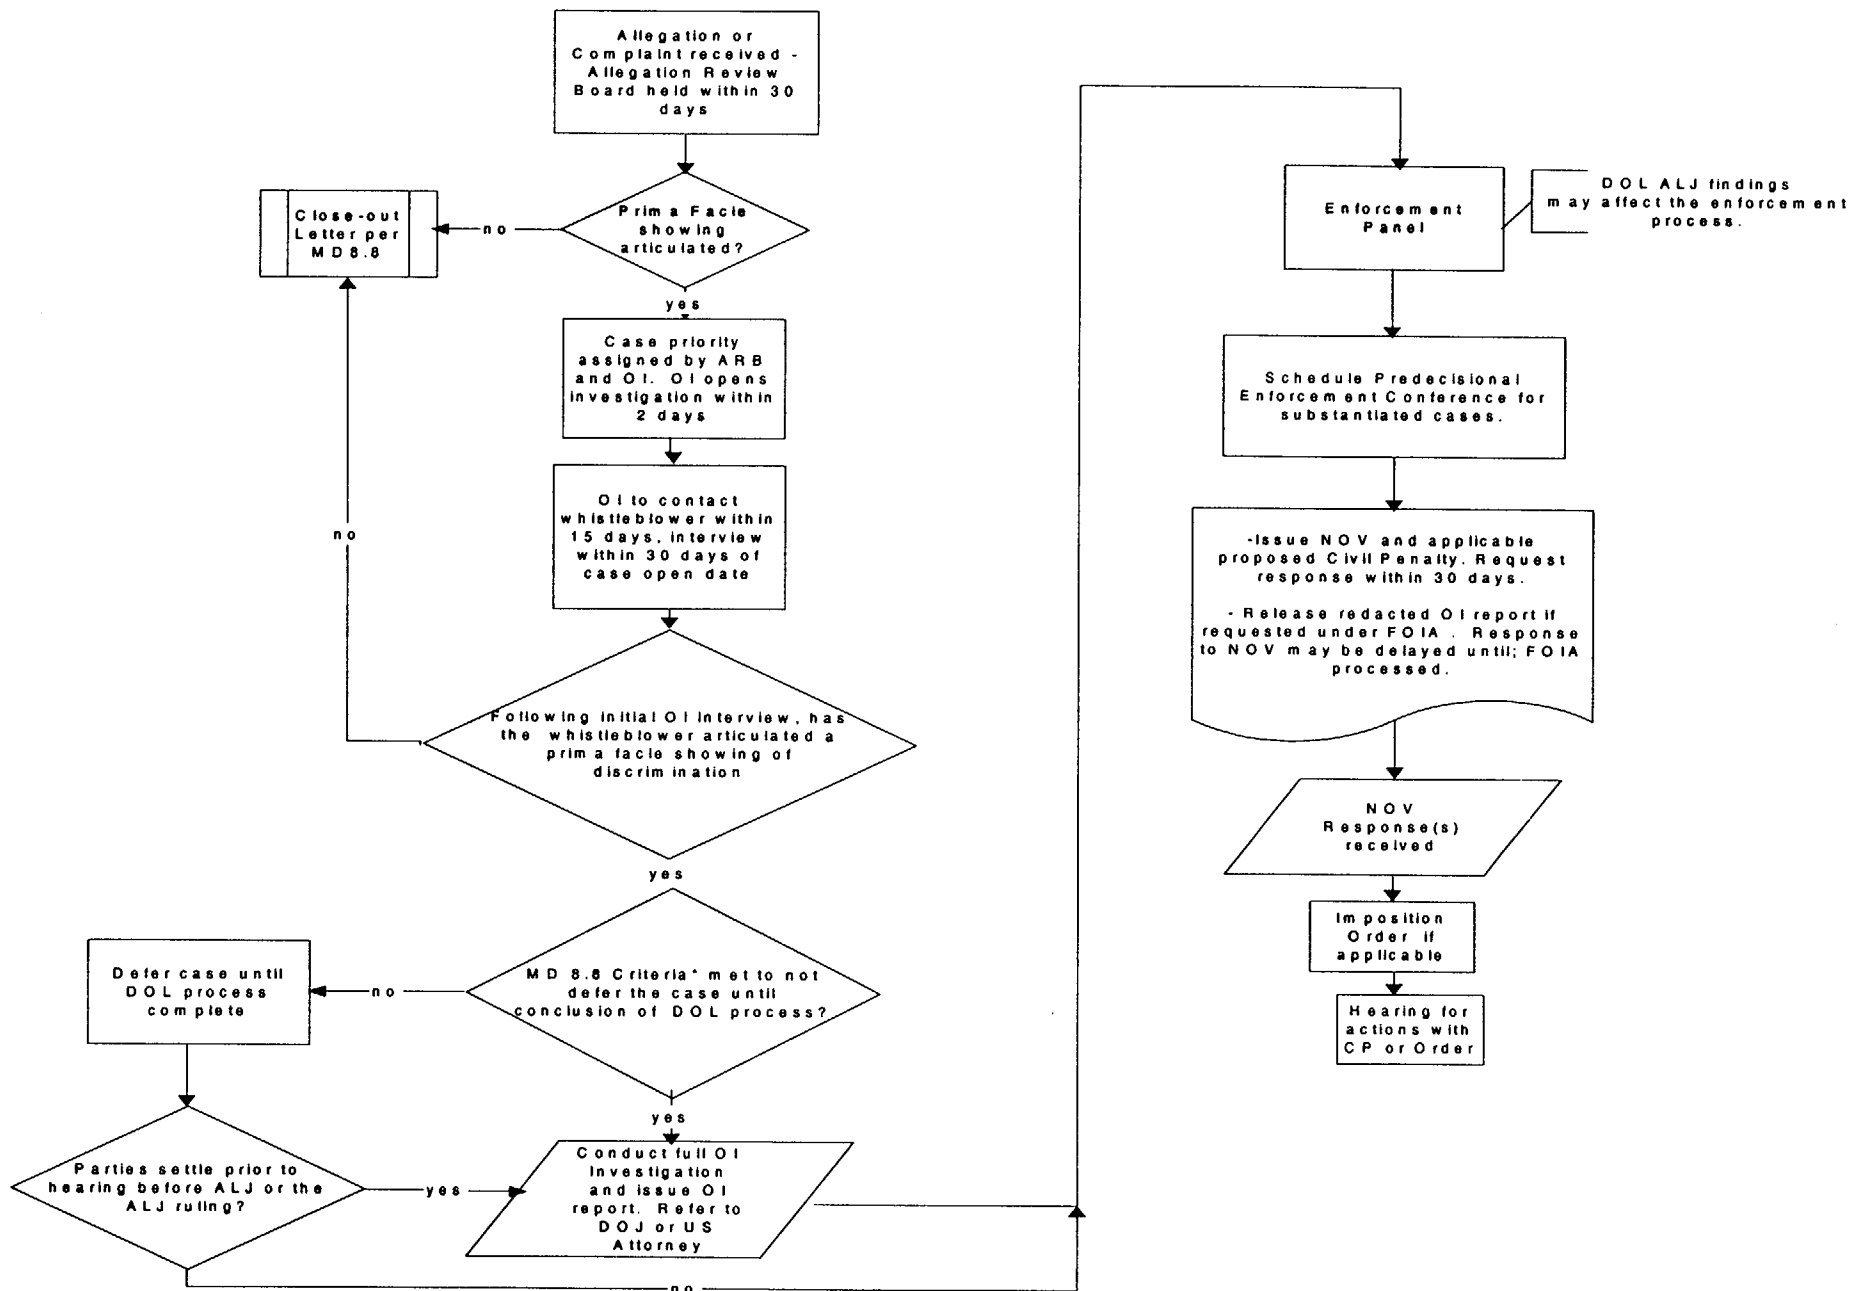 Allegation or
Complaint received -
Allegation Review
Board held within 30
days
Prima Facie
showing
articulated?
no
Close-out
Letter per
MD8.8
yes
Case priority
assigned by ARB
and OI. OI opens
investigation within
2 days
OI to contact
whistleblower within
15 days, interview
within 30 days of
case open date
no
Following initial OI interview, has
the whistleblower articulated a
prima facie showing of
discrimination
yes
MD 8.8 Criteria* met to not
defer the case until
conclusion of DOL process?
no
Defer case until
DOL process
complete
yes
Parties settle prior to
hearing before ALJ or the
ALJ ruling?
yes
Conduct full OI
Investigation
and issue OI
report. Refer to
DOJ or US
Attorney
no
Enforcement
Panel
DOL ALJ findings
may affect the enforcement
process.
Schedule Predecisional
Enforcement Conference for
substantiated cases.
-Issue NOV and applicable
proposed Civil Penalty. Request
response within 30 days.
- Release redacted OI report if
requested under FOIA . Response
to NOV may be delayed until; FOIA
processed.
NOV
Response(s)
received
Imposition
Order if
applicable
Hearing for
actions with
CP or Order